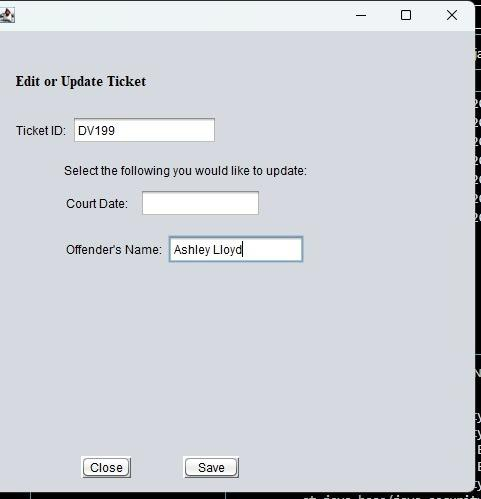 Edit or Update Ticket
Ticket ID: DV199
Select the following you would like to update:
Court Date:
Offender's Name: Ashley Lloyd
Close Save